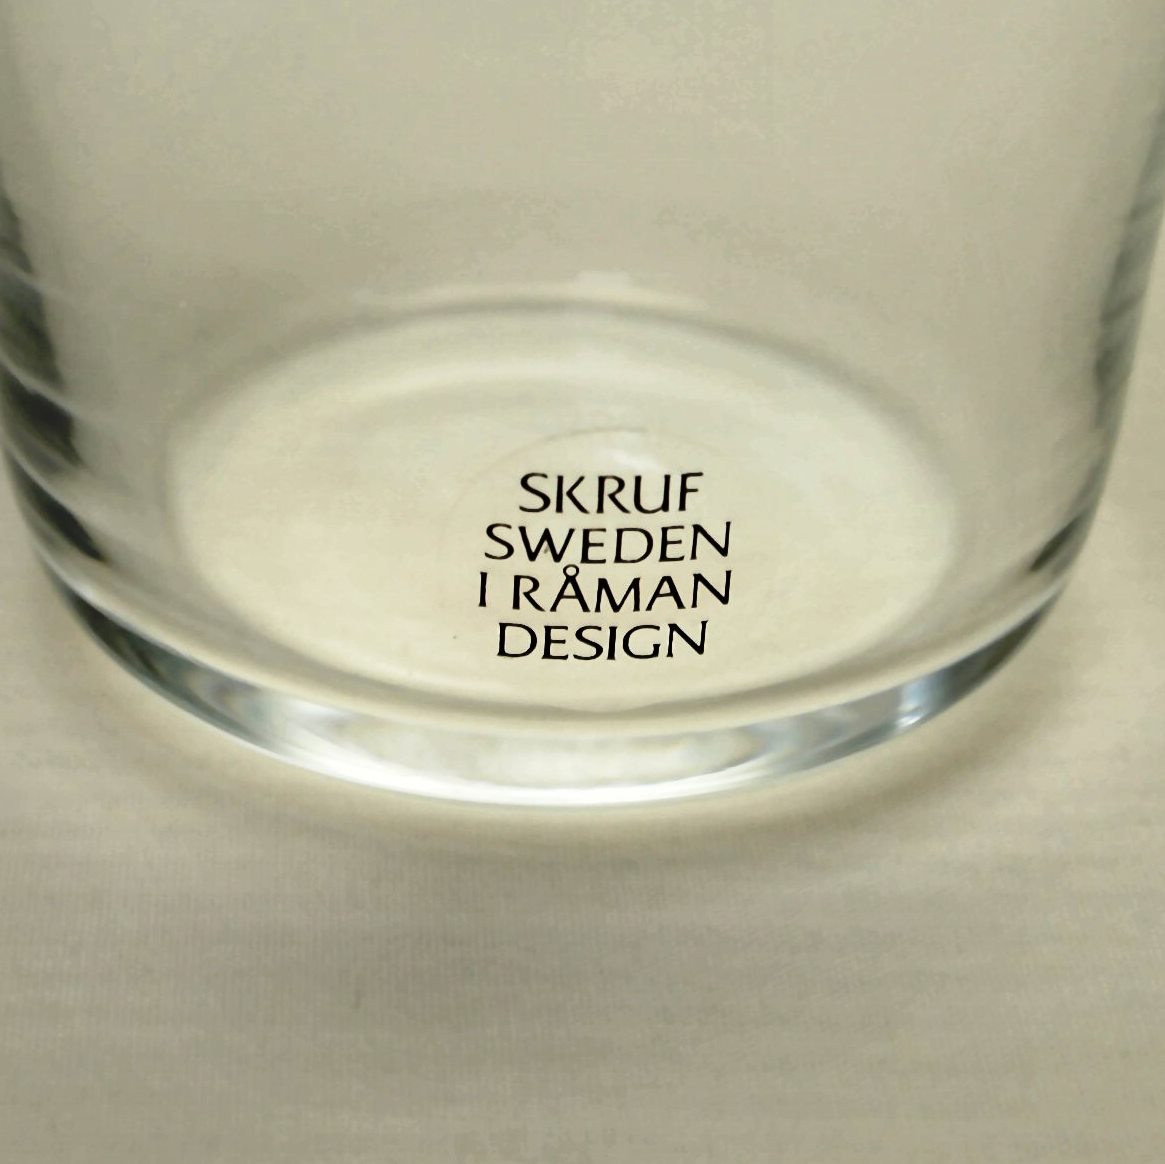 SKRUF
SWEDEN
I RÅMAN
DESIGN